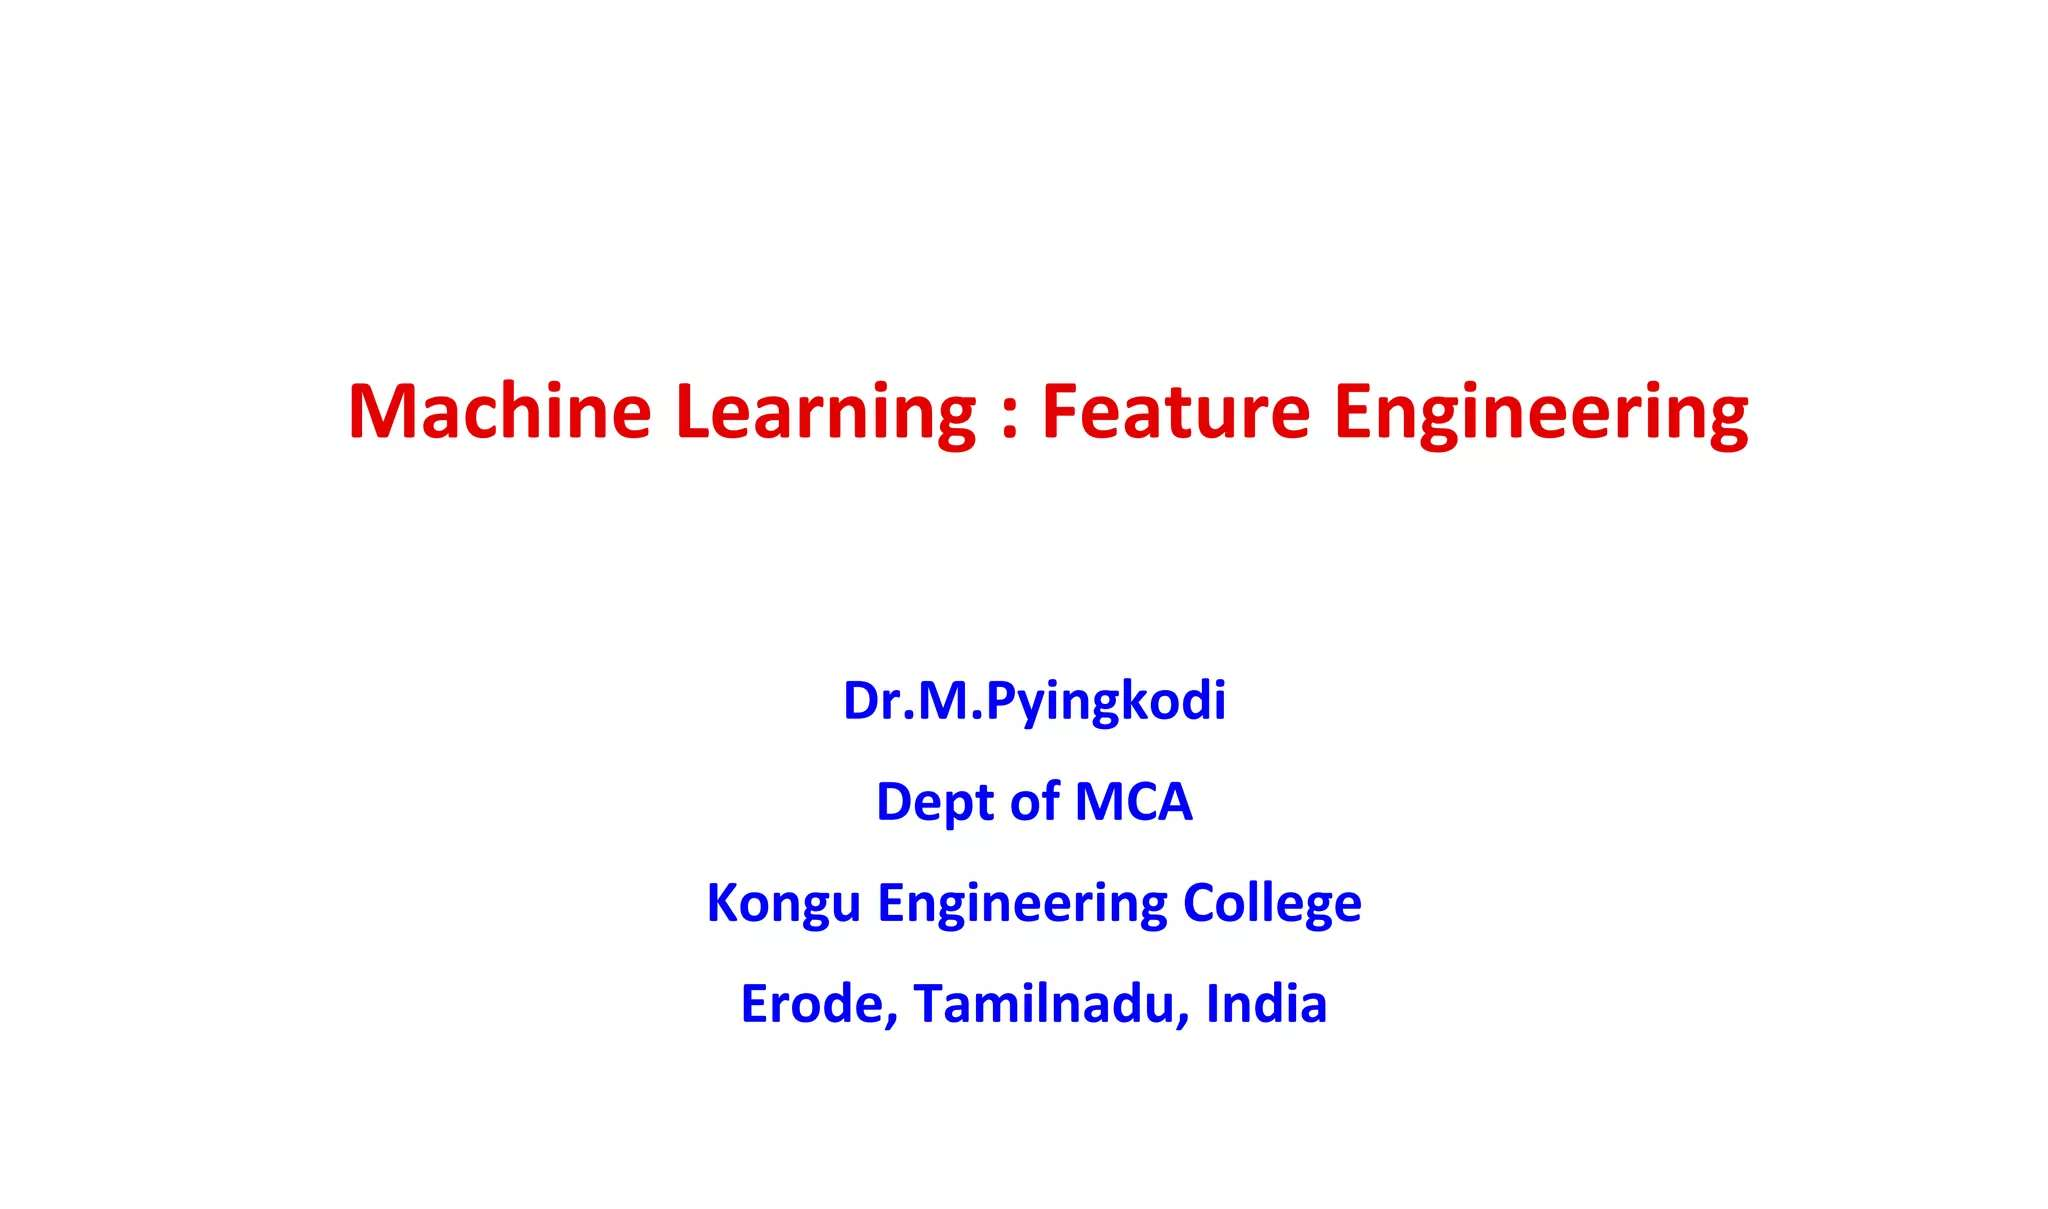 Machine Learning : Feature Engineering
Dr.M.Pyingkodi
Dept of MCA
Kongu Engineering College
Erode, Tamilnadu, India